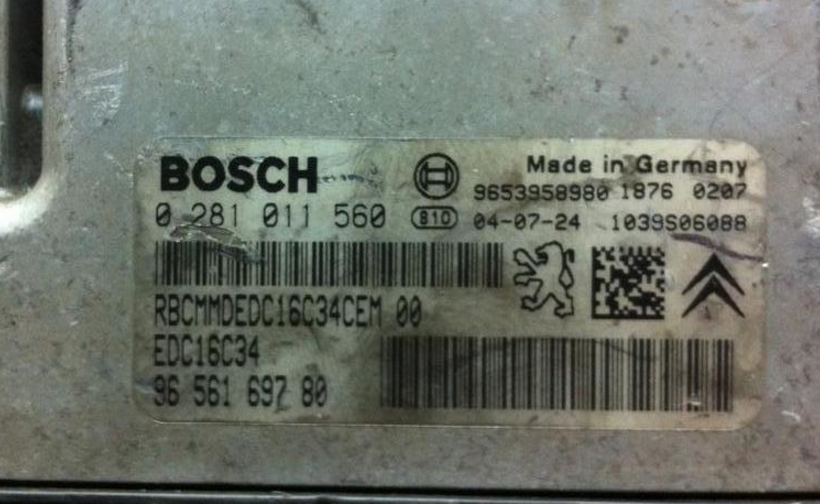 BOSCH
Made in Germany
9653958980 1876 0207
0 281 011 560
810 04-07-24 1039S06088
RBCMMDEDC16C34CEM 00
EDC16C34
96 561 697 80